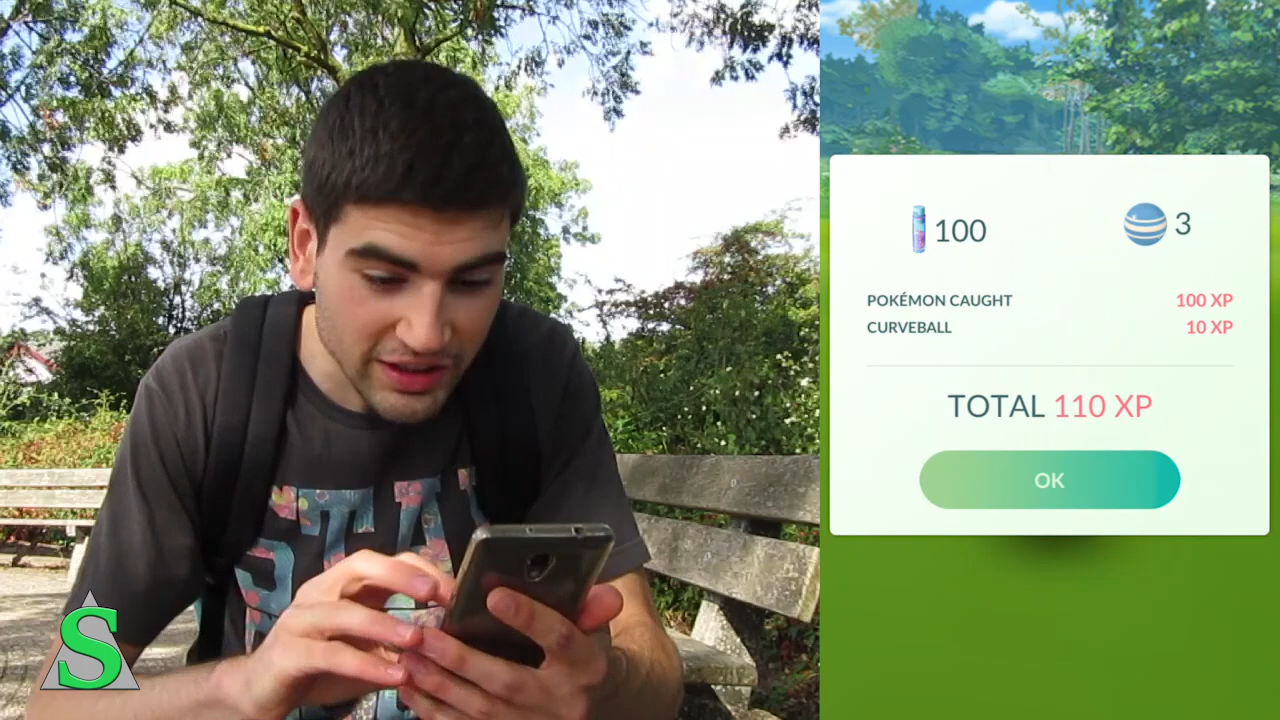 S
100
3
POKÉMON CAUGHT 100 XP
CURVEBALL 10 XP
TOTAL 110 XP
OK